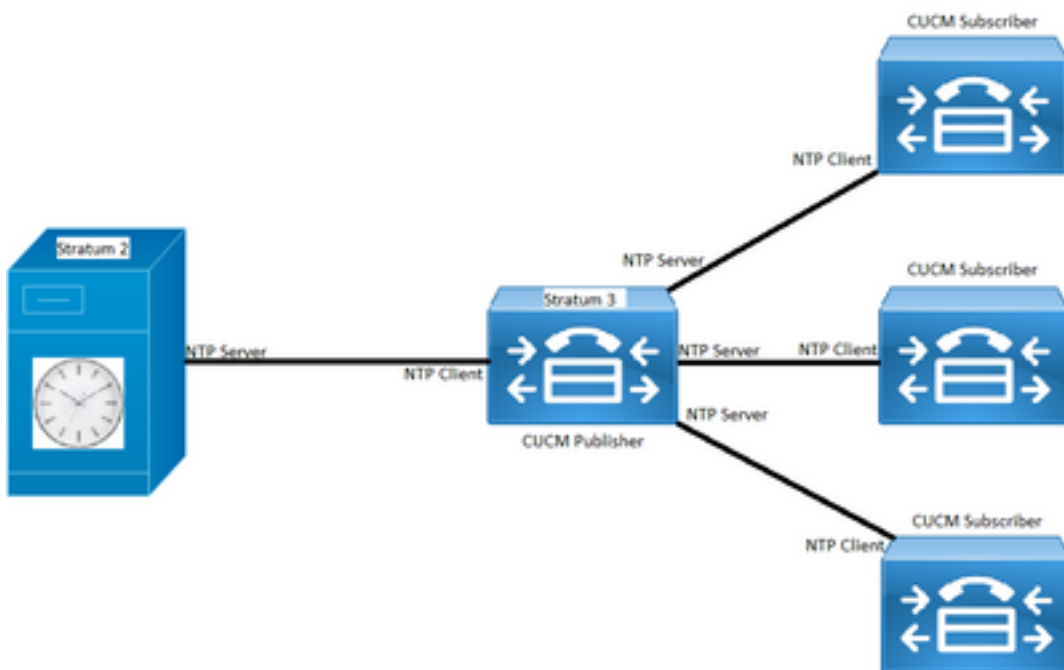 CUCM Subscriber
NTP Client
Stratum 2
NTP Server
CUCM Subscriber
NTP Server
Stratum 3
NTP Client
NTP Server
NTP Client
NTP Server
CUCM Publisher
CUCM Subscriber
NTP Client